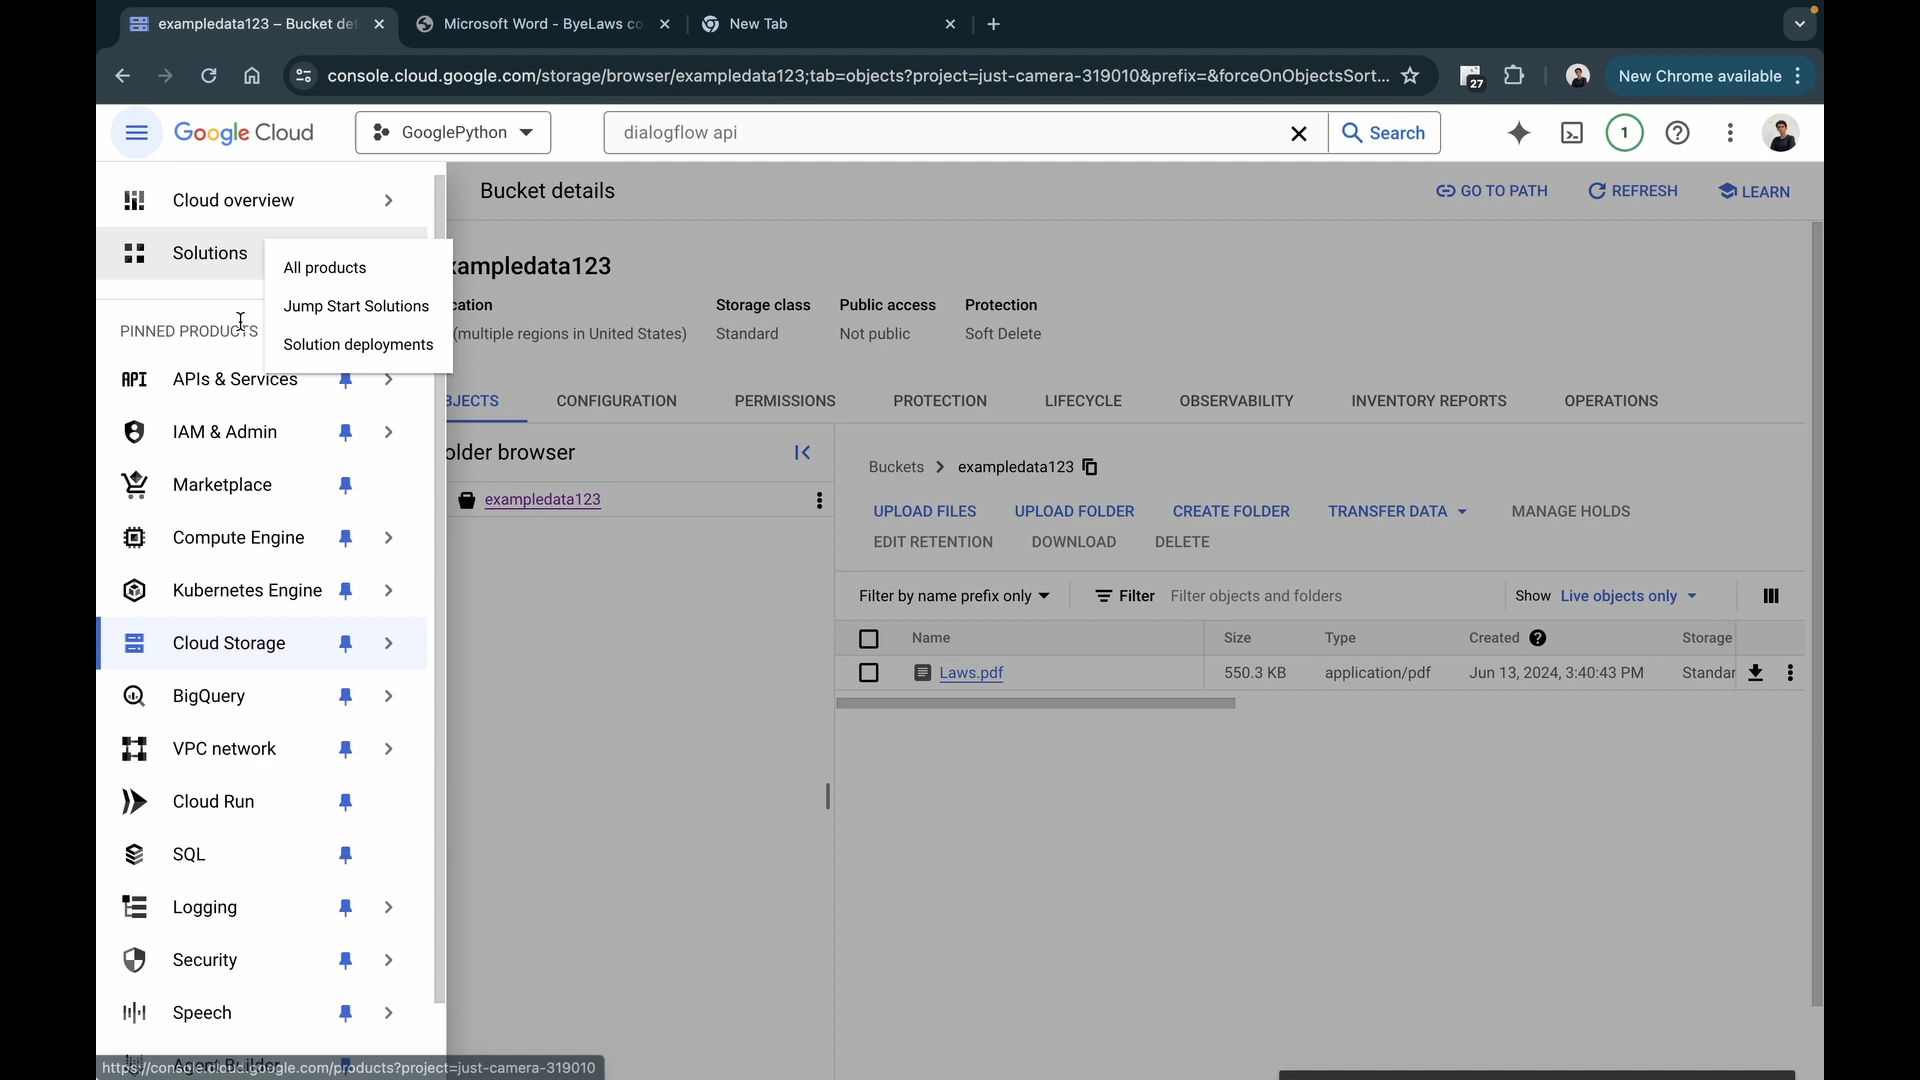 exampledata123 – Bucket det
Microsoft Word - ByeLaws co
New Tab
console.cloud.google.com/storage/browser/exampledata123;tab=objects?project=just-camera-319010&prefix=&forceOnObjectsSort...
27
New Chrome available
Google Cloud
GooglePython
dialogflow api
Search
1
Cloud overview
Solutions
All products
Jump Start Solutions
Solution deployments
PINNED PRODUCTS
API APIs & Services
IAM & Admin
Marketplace
Compute Engine
Kubernetes Engine
Cloud Storage
BigQuery
VPC network
Cloud Run
SQL
Logging
Security
Speech
Agent Builder
https://console.cloud.google.com/products?project=just-camera-319010
Bucket details
GO TO PATH
REFRESH
LEARN
xampledata123
cation
Storage class
Public access
Protection
(multiple regions in United States)
Standard
Not public
Soft Delete
BJECTS
CONFIGURATION
PERMISSIONS
PROTECTION
LIFECYCLE
OBSERVABILITY
INVENTORY REPORTS
OPERATIONS
older browser
exampledata123
Buckets > exampledata123
UPLOAD FILES
UPLOAD FOLDER
CREATE FOLDER
TRANSFER DATA
MANAGE HOLDS
EDIT RETENTION
DOWNLOAD
DELETE
Filter by name prefix only
Filter
Filter objects and folders
Show
Live objects only
Name
Size
Type
Created
Storage
Laws.pdf
550.3 KB
application/pdf
Jun 13, 2024, 3:40:43 PM
Standar